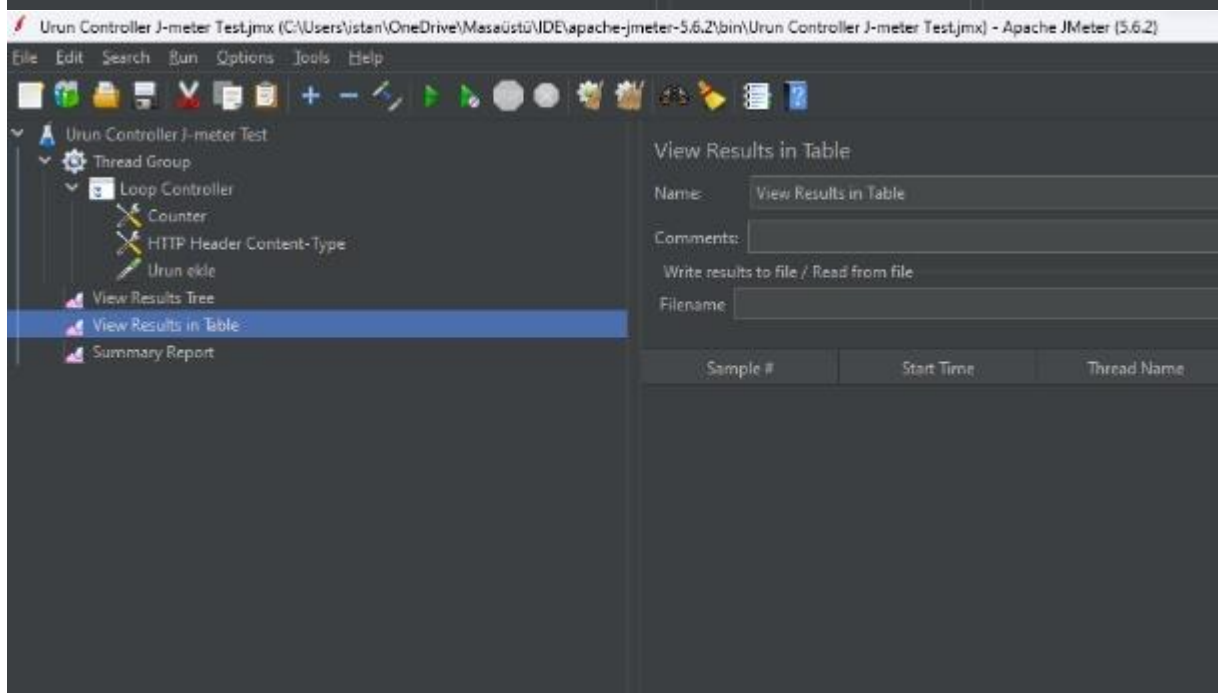 Urun Controller J-meter Test.jmx (C:\Users\istan\OneDrive\Masaüstü\IDE\apache-jmeter-5.6.2\bin\Urun Controller J-meter Test.jmx) - Apache JMeter (5.6.2)
File Edit Search Run Options Tools Help
Urun Controller J-meter Test
Thread Group
Loop Controller
Counter
HTTP Header Content-Type
Urun ekle
View Results Tree
View Results in Table
Summary Report
View Results in Table
Name: View Results in Table
Comments:
Write results to file / Read from file
Filename
Sample # Start Time Thread Name